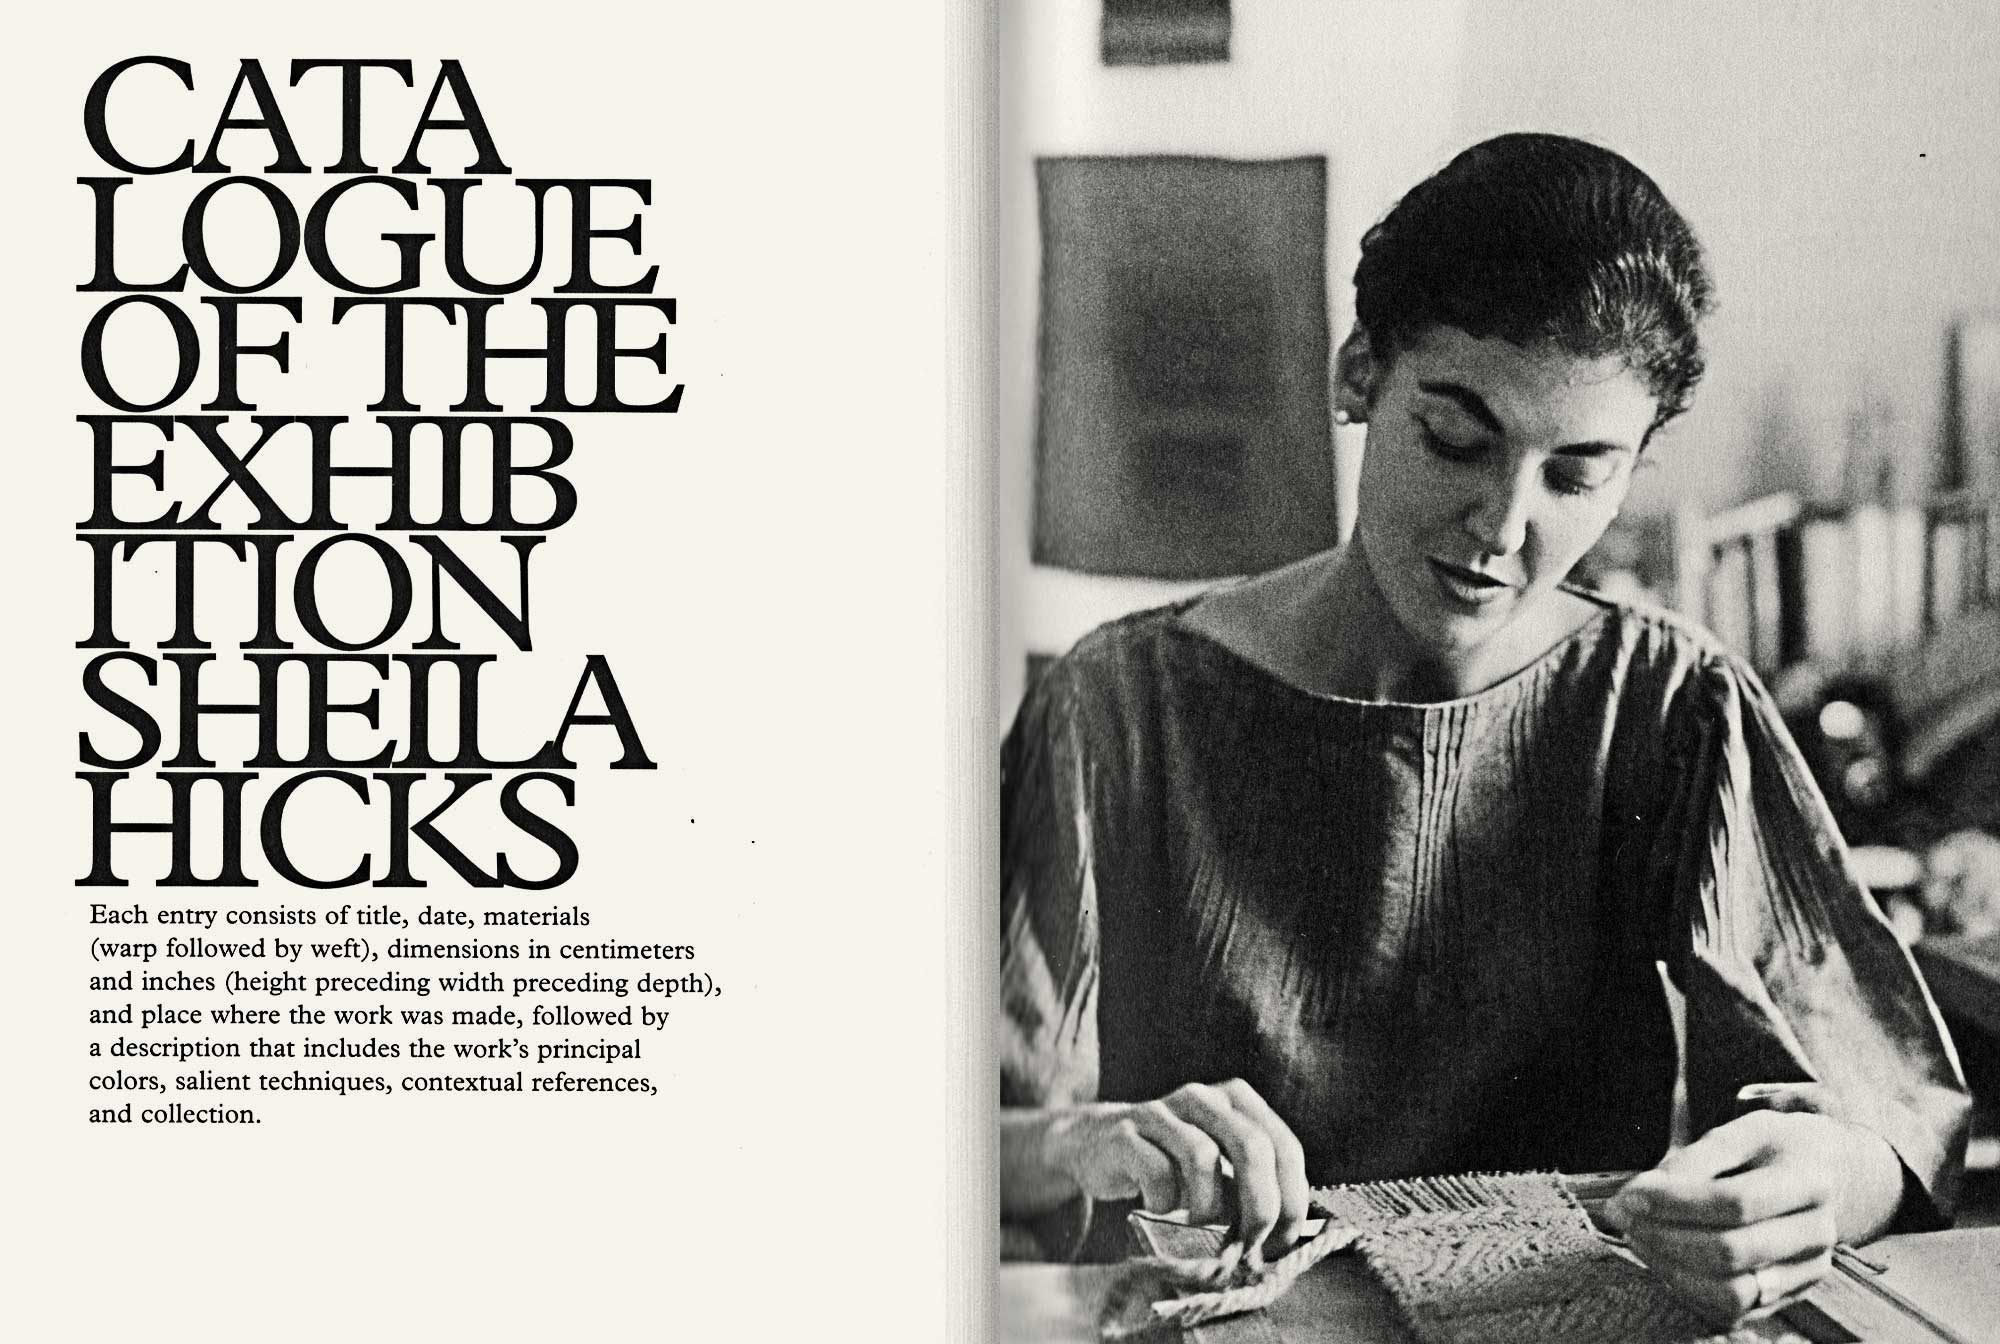 CATA
LOGUE
OF THE
EXHIB
ITION
SHEILA
HICKS
Each entry consists of title, date, materials
(warp followed by weft), dimensions in centimeters
and inches (height preceding width preceding depth),
and place where the work was made, followed by
a description that includes the work’s principal
colors, salient techniques, contextual references,
and collection.